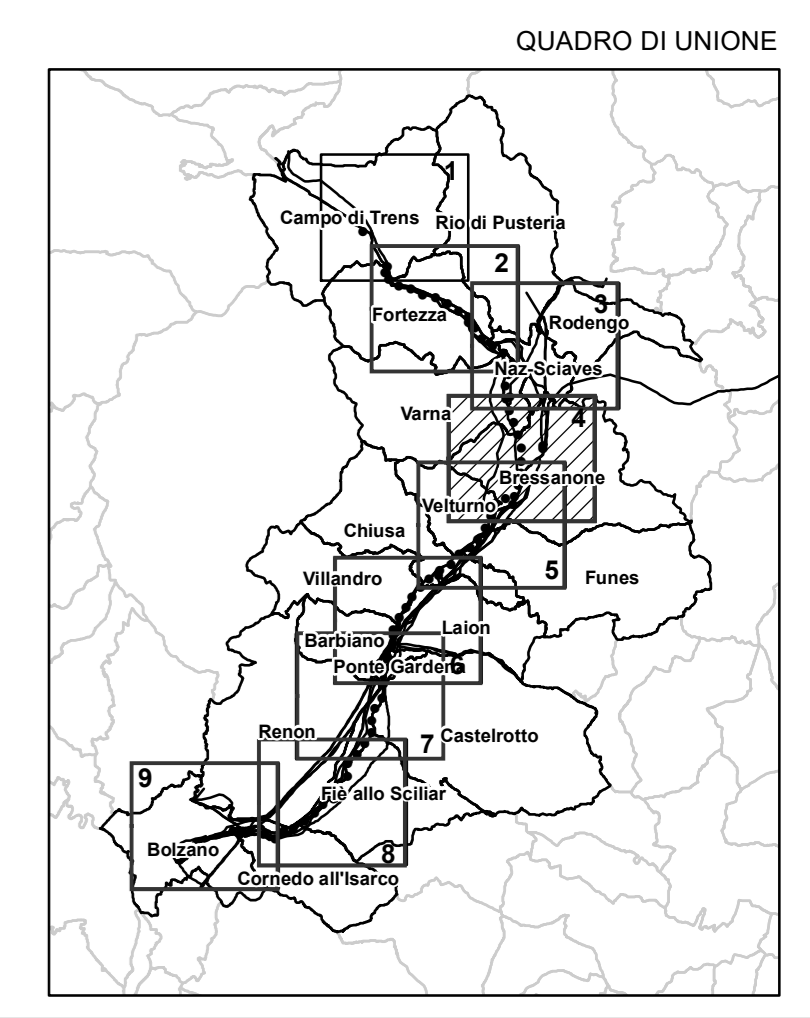 QUADRO DI UNIONE
1
Campo di Trens
Rio di Pusteria
2
3
Fortezza
Rodengo
Naz-Sciaves
Varna
4
Bressanone
Velturno
Chiusa
5
Villandro
Funes
Laion
Barbiano
Ponte Gardena
6
Renon
7
Castelrotto
9
Fiè allo Sciliar
Bolzano
8
Cornedo all'Isarco